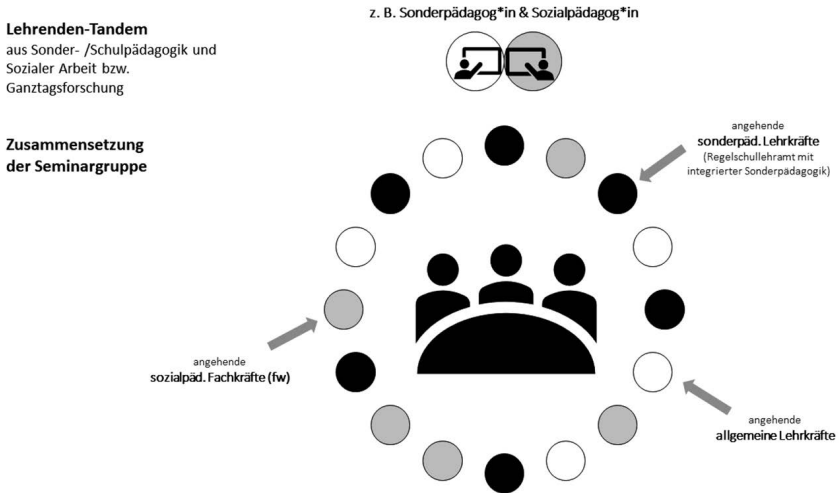 z. B. Sonderpädagog*in & Sozialpädagog*in
Lehrenden-Tandem
aus Sonder- /Schulpädagogik und
Sozialer Arbeit bzw.
Ganztagsforschung
Zusammensetzung
der Seminargruppe
angehende
sonderpäd. Lehrkräfte
(Regelschullehramt mit
integrierter Sonderpädagogik)
angehende
sozialpäd. Fachkräfte (fw)
angehende
allgemeine Lehrkräfte